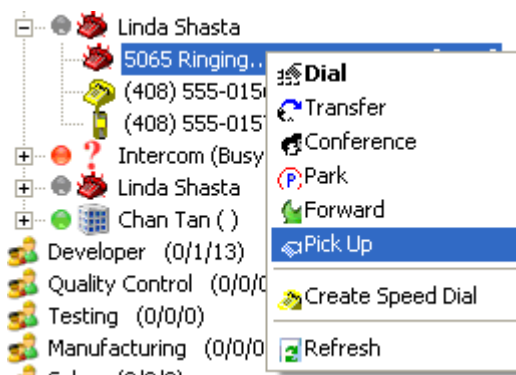 Linda Shasta
5065 Ringing..
(408) 555-015
(408) 555-015
Intercom (Busy
Linda Shasta
Chan Tan ( )
Developer (0/1/13)
Quality Control (0/0/0
Testing (0/0/0)
Manufacturing (0/0/0
Dial
Transfer
Conference
Park
Forward
Pick Up
Create Speed Dial
Refresh